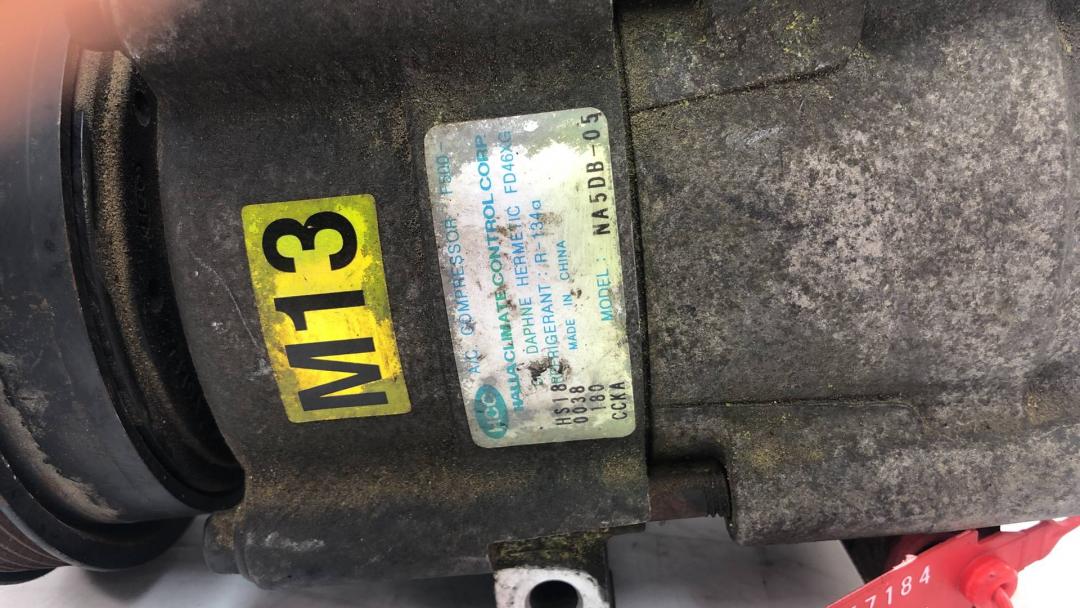 M13
A/C COMPRESSOR
HCC
CLIMATE CONTROL CORP.
DAPHNE HERMETIC FD46XG
REFRIGERANT : R-134a
MADE IN CHINA
MODEL : NA5DB-05
HS18
0038
180
CCKA
7184